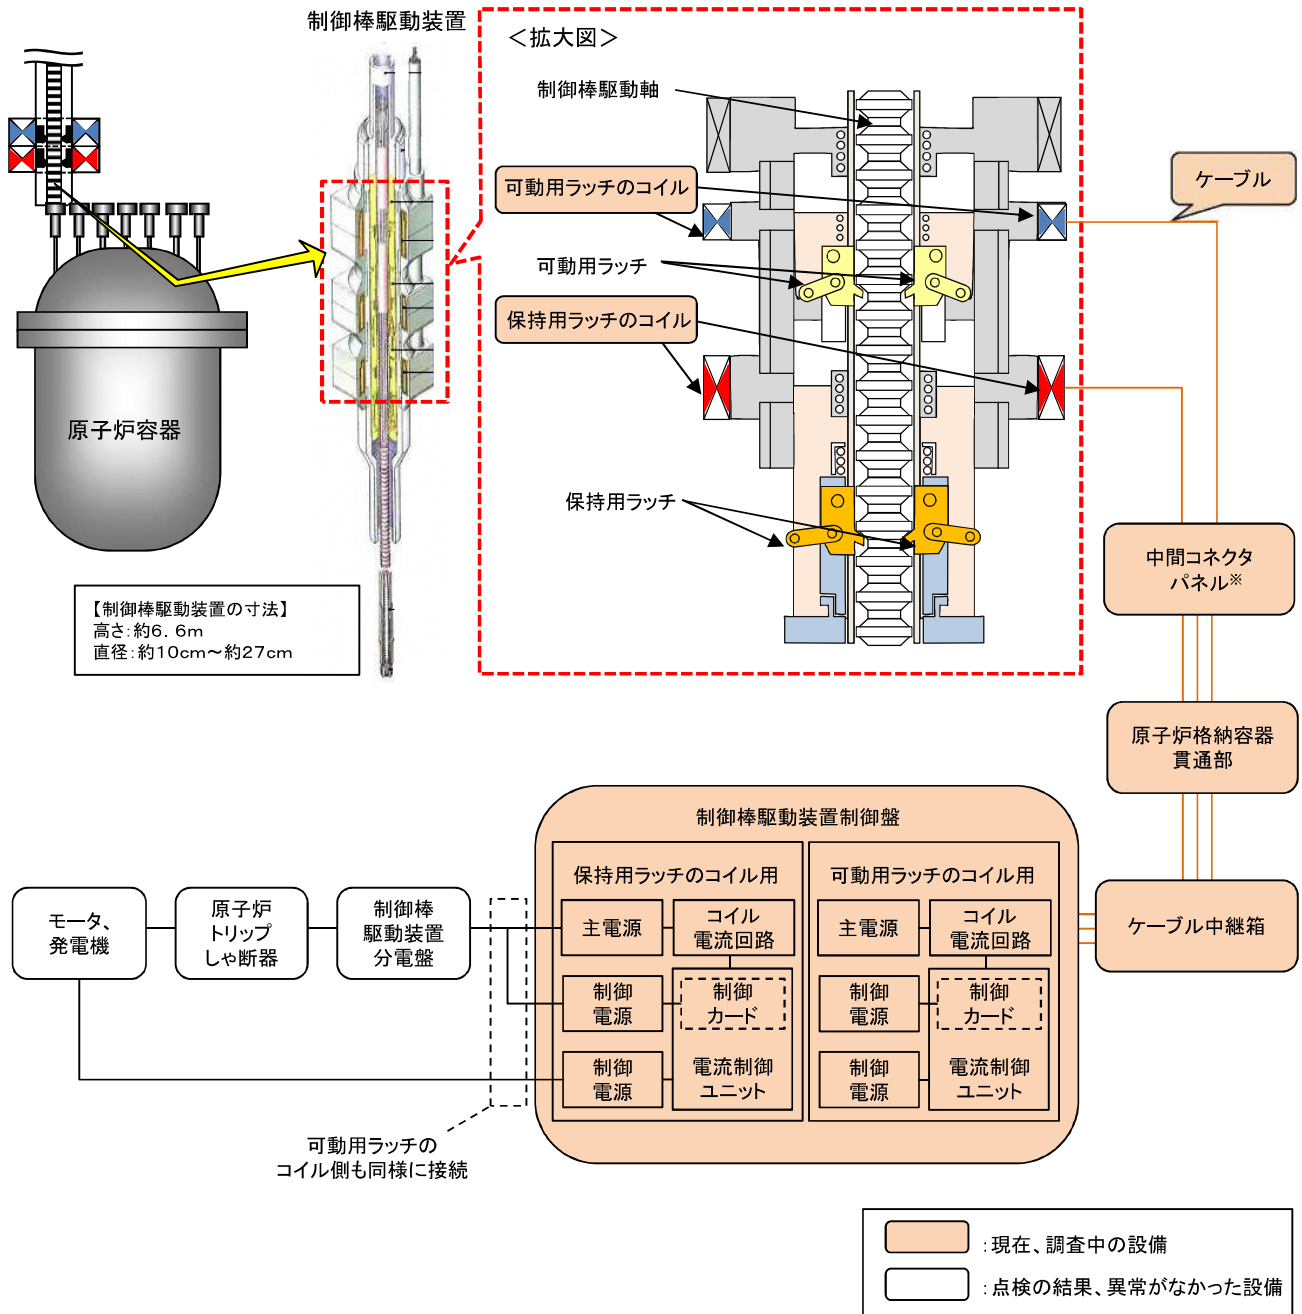 制御棒駆動装置
＜拡大図＞
制御棒駆動軸
可動用ラッチのコイル
ケーブル
可動用ラッチ
保持用ラッチのコイル
原子炉容器
保持用ラッチ
中間コネクタ
パネル※
【制御棒駆動装置の寸法】
高さ：約6．6m
直径：約10cm～約27cm
原子炉格納容器
貫通部
制御棒駆動装置制御盤
保持用ラッチのコイル用
可動用ラッチのコイル用
モータ、
発電機
原子炉
トリップ
しゃ断器
制御棒
駆動装置
分電盤
主電源
コイル
電流回路
主電源
コイル
電流回路
ケーブル中継箱
制御
電源
制御
カード
制御
電源
制御
カード
制御
電源
電流制御
ユニット
制御
電源
電流制御
ユニット
可動用ラッチの
コイル側も同様に接続
：現在、調査中の設備
：点検の結果、異常がなかった設備